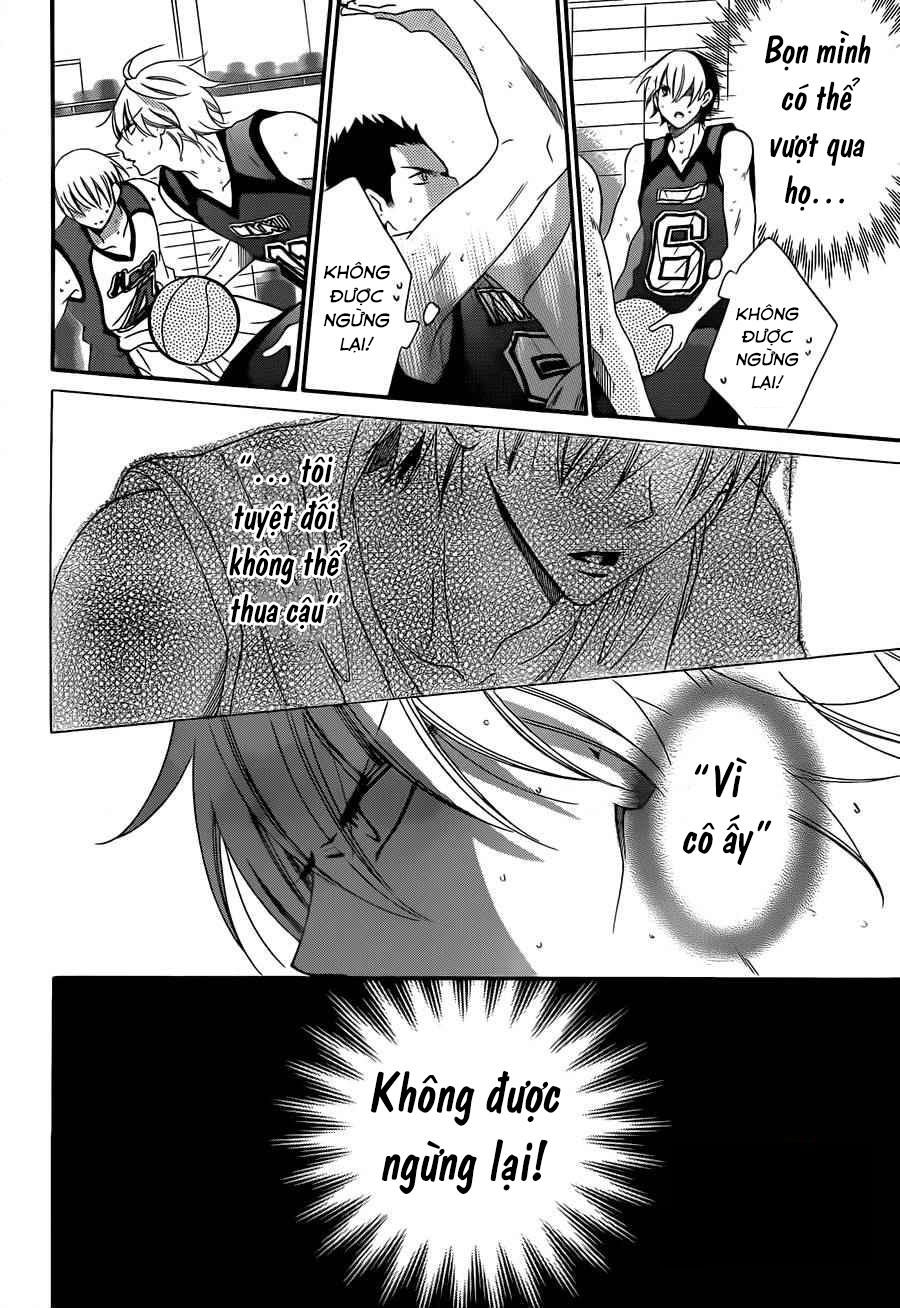 Bọn mình
có thể
vượt qua
họ...
KHÔNG
ĐƯỢC
NGỪNG
LẠI!
6
KHÔNG
ĐƯỢC
NGỪNG
LẠI!
"... tôi
tuyệt đối
không thể
thua cậu"
"Vì
cô ấy"
Không được
ngừng lại!